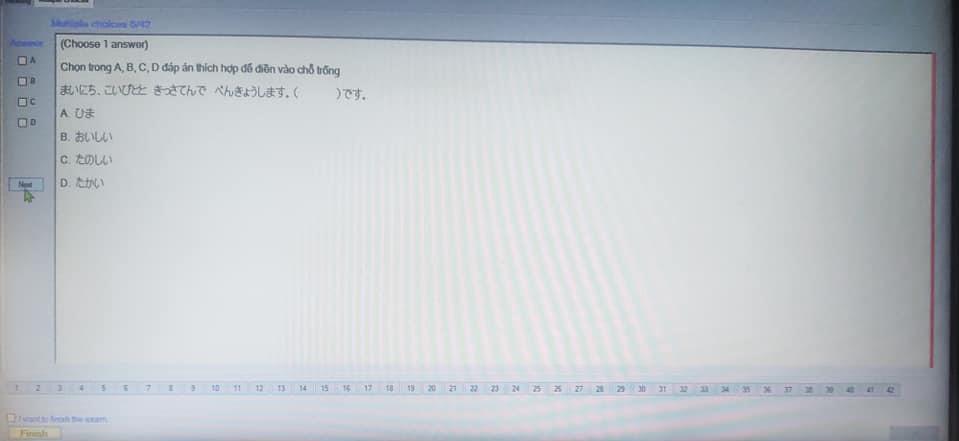 Multiple choices 5/42
Answer
(Choose 1 answer)
A
Chọn trong A, B, C, D đáp án thích hợp để điền vào chỗ trống
B
まいにち、こいびとと きっさてんで べんきょうします。( )です。
C
A. ひま
D
B. おいしい
C. たのしい
Next
D. たかい
1 2 3 4 5 6 7 8 9 10 11 12 13 14 15 16 17 18 19 20 21 22 23 24 25 26 27 28 29 30 31 32 33 34 35 36 37 38 39 40 41 42
I want to finish the exam.
Finish